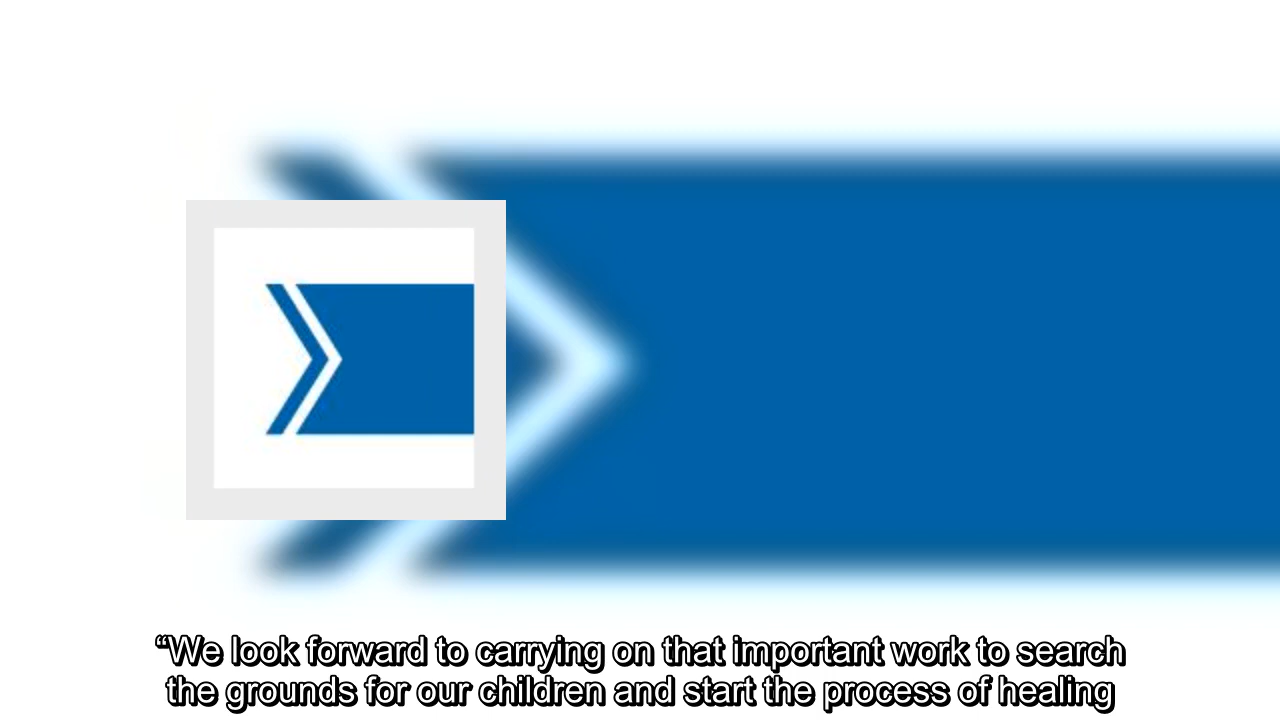 “We look forward to carrying on that important work to search
the grounds for our children and start the process of healing